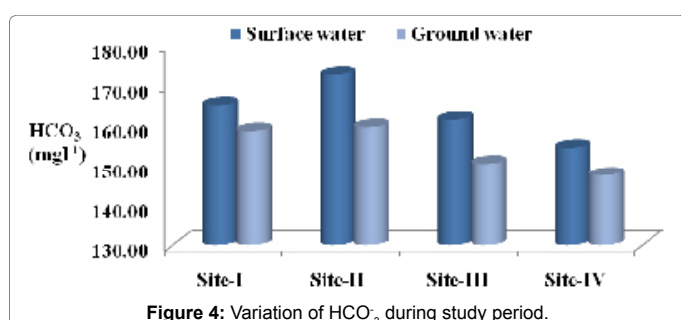 Surface water Ground water
180.00
170.00
160.00
150.00
140.00
130.00
HCO3
(mgl-1)
Site-I Site-II Site-III Site-IV
Figure 4: Variation of HCO-3 during study period.